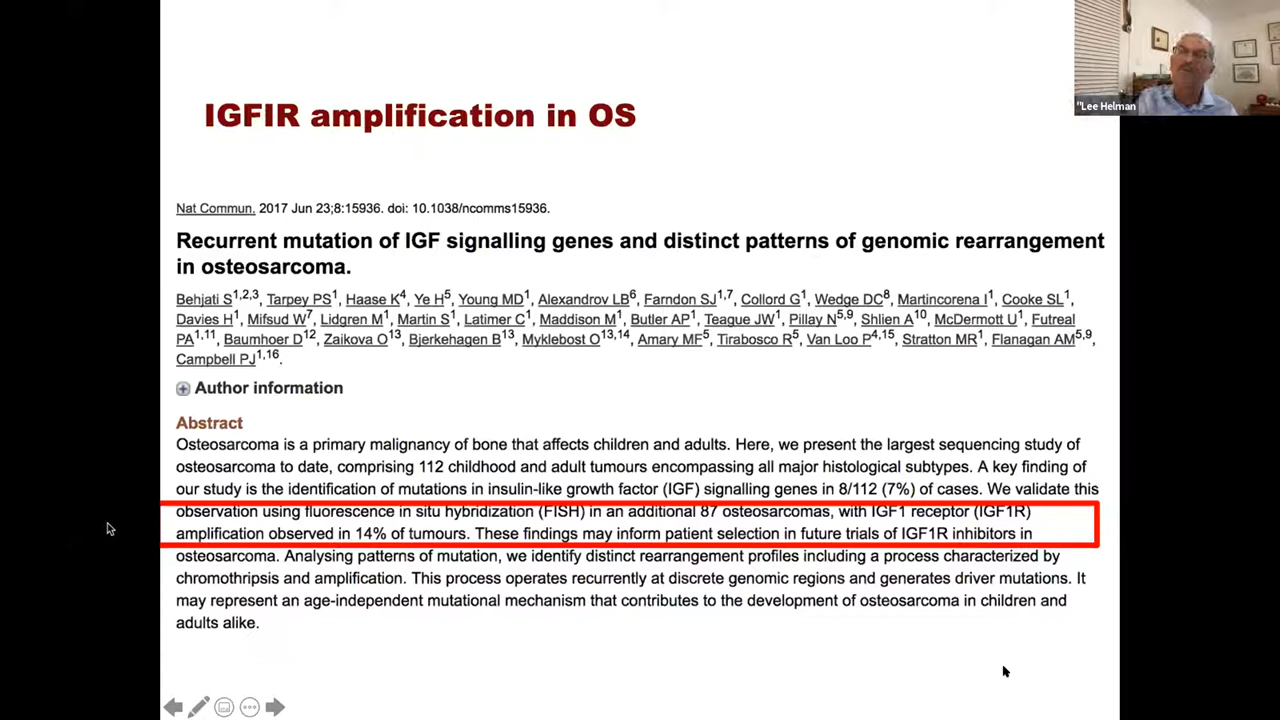 IGFIR amplification in OS
"Lee Helman
Nat Commun. 2017 Jun 23;8:15936. doi: 10.1038/ncomms15936.
Recurrent mutation of IGF signalling genes and distinct patterns of genomic rearrangement
in osteosarcoma.
Behjati S1,2,3, Tarpey PS1, Haase K4, Ye H5, Young MD1, Alexandrov LB6, Farndon SJ1,7, Collord G1, Wedge DC8, Martincorena I1, Cooke SL1,
Davies H1, Mifsud W7, Lidgren M1, Martin S1, Latimer C1, Maddison M1, Butler AP1, Teague JW1, Pillay N5,9, Shlien A10, McDermott U1, Futreal
PA1,11, Baumhoer D12, Zaikova O13, Bjerkehagen B13, Myklebost O13,14, Amary MF5, Tirabosco R5, Van Loo P4,15, Stratton MR1, Flanagan AM5,9,
Campbell PJ1,16.
Author information
Abstract
Osteosarcoma is a primary malignancy of bone that affects children and adults. Here, we present the largest sequencing study of
osteosarcoma to date, comprising 112 childhood and adult tumours encompassing all major histological subtypes. A key finding of
our study is the identification of mutations in insulin-like growth factor (IGF) signalling genes in 8/112 (7%) of cases. We validate this
observation using fluorescence in situ hybridization (FISH) in an additional 87 osteosarcomas, with IGF1 receptor (IGF1R)
amplification observed in 14% of tumours. These findings may inform patient selection in future trials of IGF1R inhibitors in
osteosarcoma. Analysing patterns of mutation, we identify distinct rearrangement profiles including a process characterized by
chromothripsis and amplification. This process operates recurrently at discrete genomic regions and generates driver mutations. It
may represent an age-independent mutational mechanism that contributes to the development of osteosarcoma in children and
adults alike.